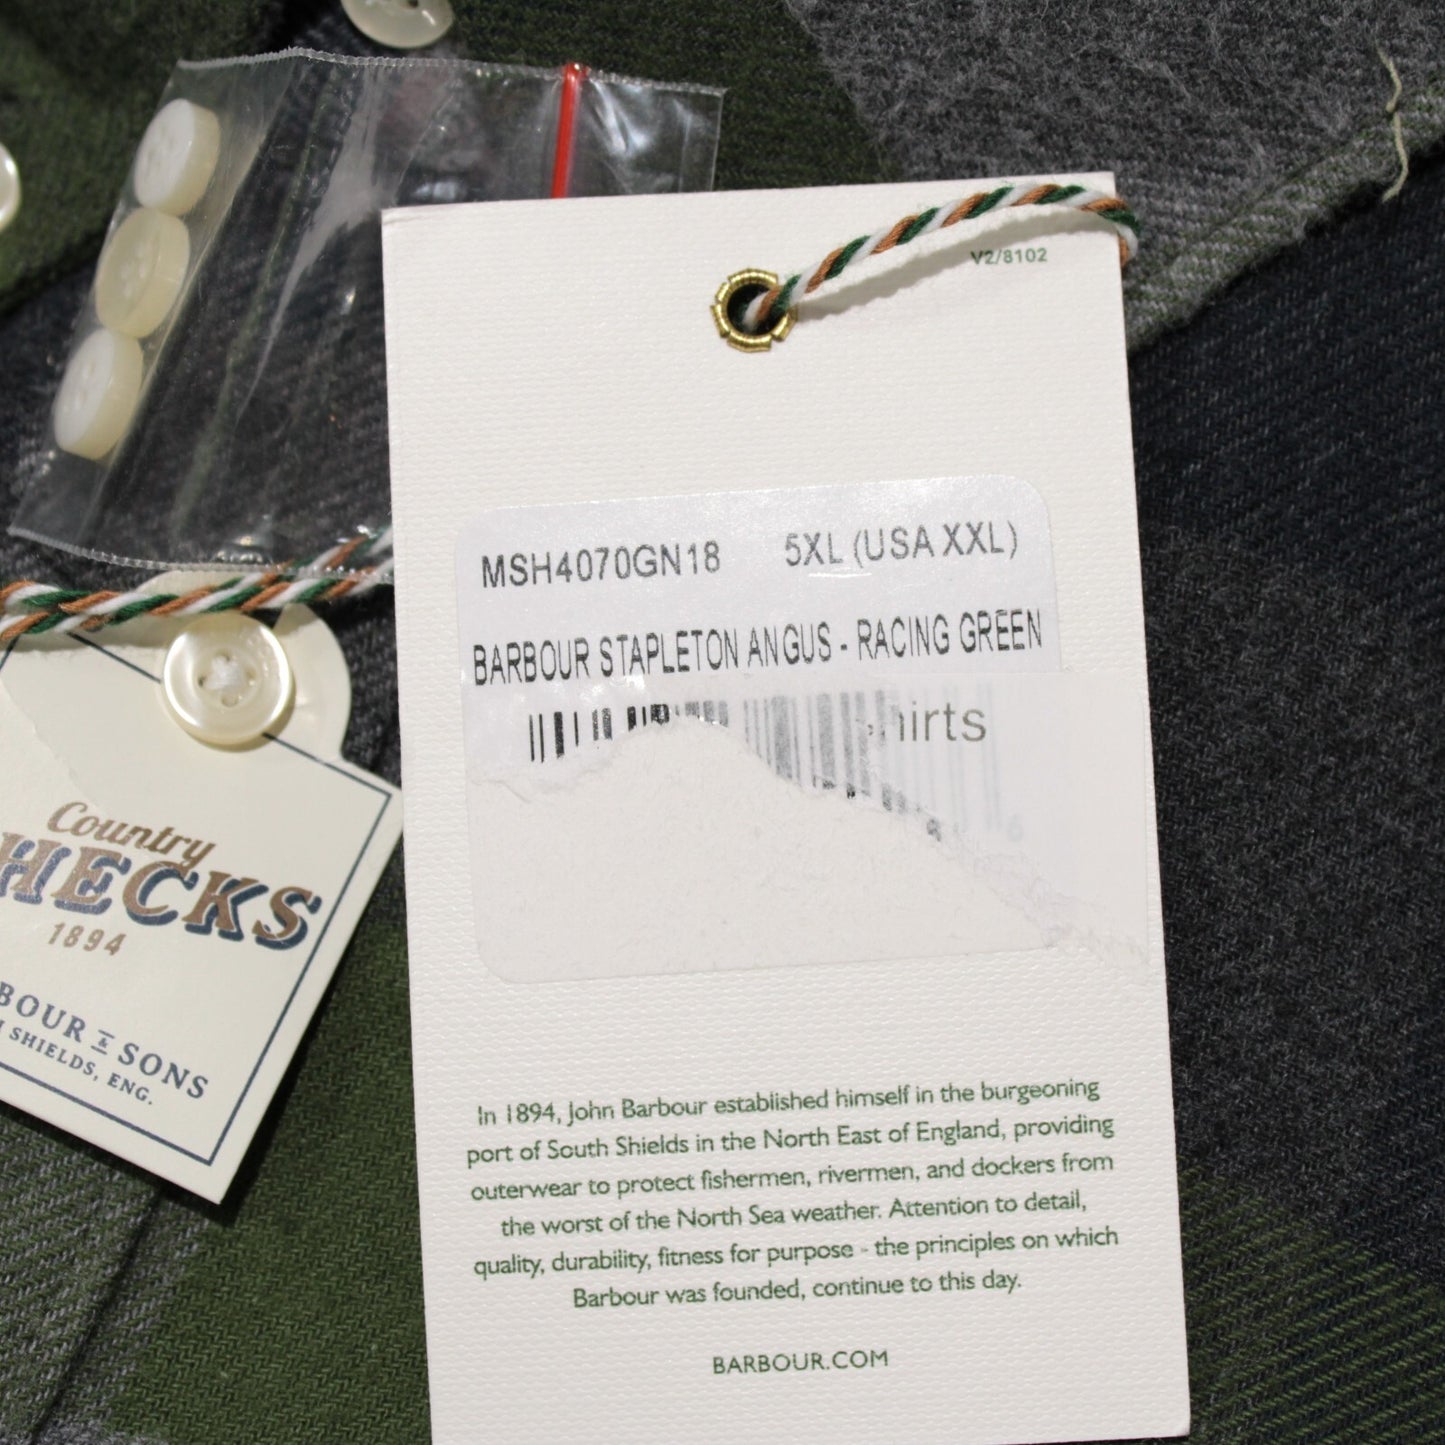 V2/8102
MSH4070GN18 5XL (USA XXL)
BARBOUR STAPLETON ANGUS - RACING GREEN
hirts
6
In 1894, John Barbour established himself in the burgeoning
port of South Shields in the North East of England, providing
outerwear to protect fishermen, rivermen, and dockers from
the worst of the North Sea weather. Attention to detail,
quality, durability, fitness for purpose - the principles on which
Barbour was founded, continue to this day.
BARBOUR.COM
Country
HECKS
1894
BOUR & SONS
SHIELDS, ENG.